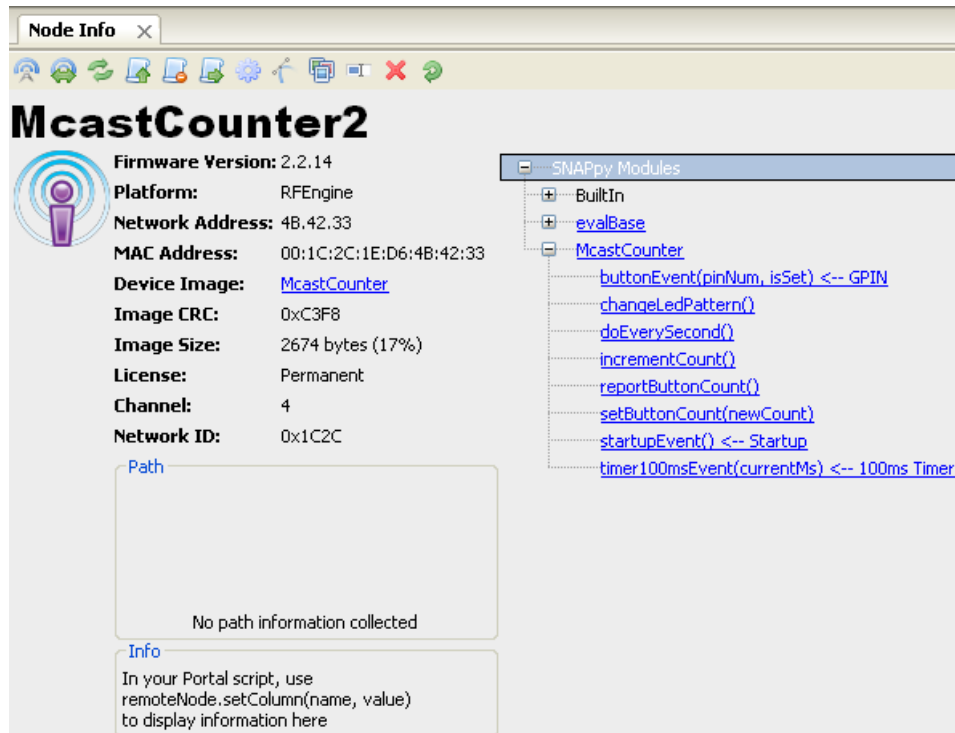 Node Info
McastCounter2
Firmware Version: 2.2.14
Platform: RFEngine
Network Address: 4B.42.33
MAC Address: 00:1C:2C:1E:D6:4B:42:33
Device Image: McastCounter
Image CRC: 0xC3F8
Image Size: 2674 bytes (17%)
License: Permanent
Channel: 4
Network ID: 0x1C2C
Path
No path information collected
Info
In your Portal script, use
remoteNode.setColumn(name, value)
to display information here
SNAPpy Modules
BuiltIn
evalBase
McastCounter
buttonEvent(pinNum, isSet) <-- GPIN
changeLedPattern()
doEverySecond()
incrementCount()
reportButtonCount()
setButtonCount(newCount)
startupEvent() <-- Startup
timer100msEvent(currentMs) <-- 100ms Timer